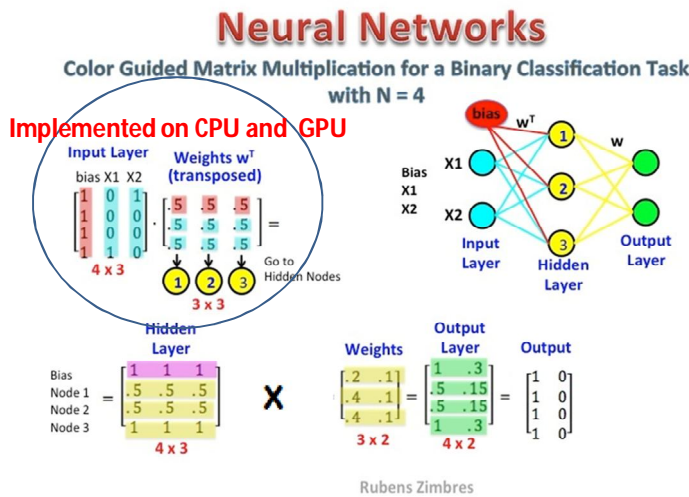 Neural Networks
Color Guided Matrix Multiplication for a Binary Classification Task
with N = 4
Implemented on CPU and GPU
Input Layer
bias X1 X2
1 0 1
1 0 0
1 0 0
1 1 0
4 x 3
.
Weights wᵀ
(transposed)
.5 .5 .5
.5 .5 .5
.5 .5 .5
=
Go to
Hidden Nodes
1 2 3
3 x 3
bias
wᵀ
w
Bias
X1
X2
X1
X2
1
2
3
Input
Layer
Hidden
Layer
Output
Layer
Hidden
Layer
Bias
Node 1
Node 2
Node 3
1 1 1
.5 .5 .5
.5 .5 .5
1 1 1
4 x 3
X
Weights
.2 .1
.4 .1
.4 .1
3 x 2
=
Output
Layer
1 .3
.5 .15
.5 .15
1 .3
4 x 2
=
Output
1 0
1 0
1 0
1 0
Rubens Zimbres